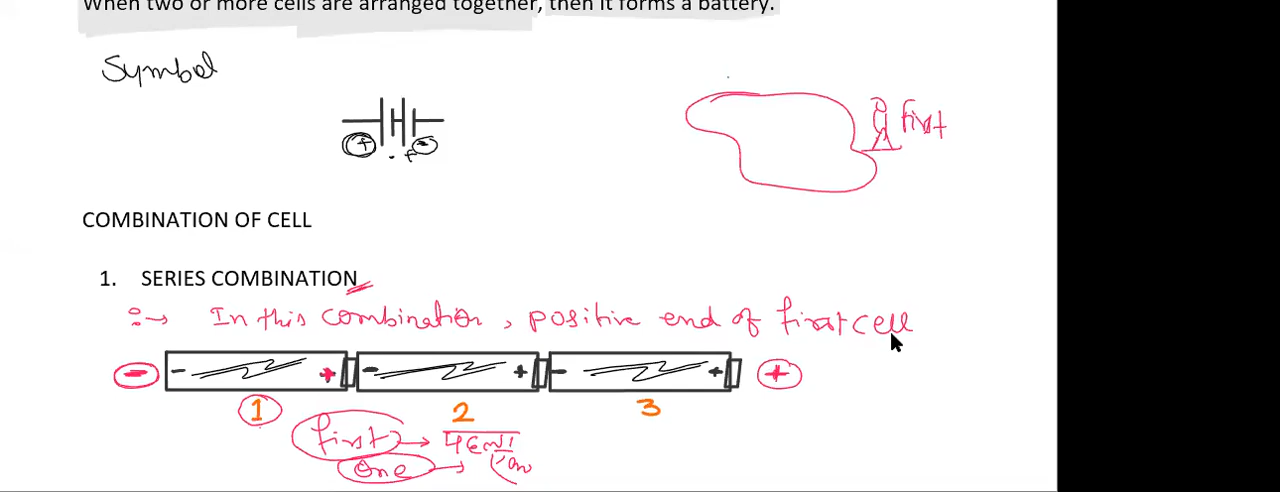 When two or more cells are arranged together, then it forms a battery.
Symbol
+ -
first
COMBINATION OF CELL
1. SERIES COMBINATION
:→ In this combination, positive end of first cell
- - + - + - + +
1 2 3
first →
one →